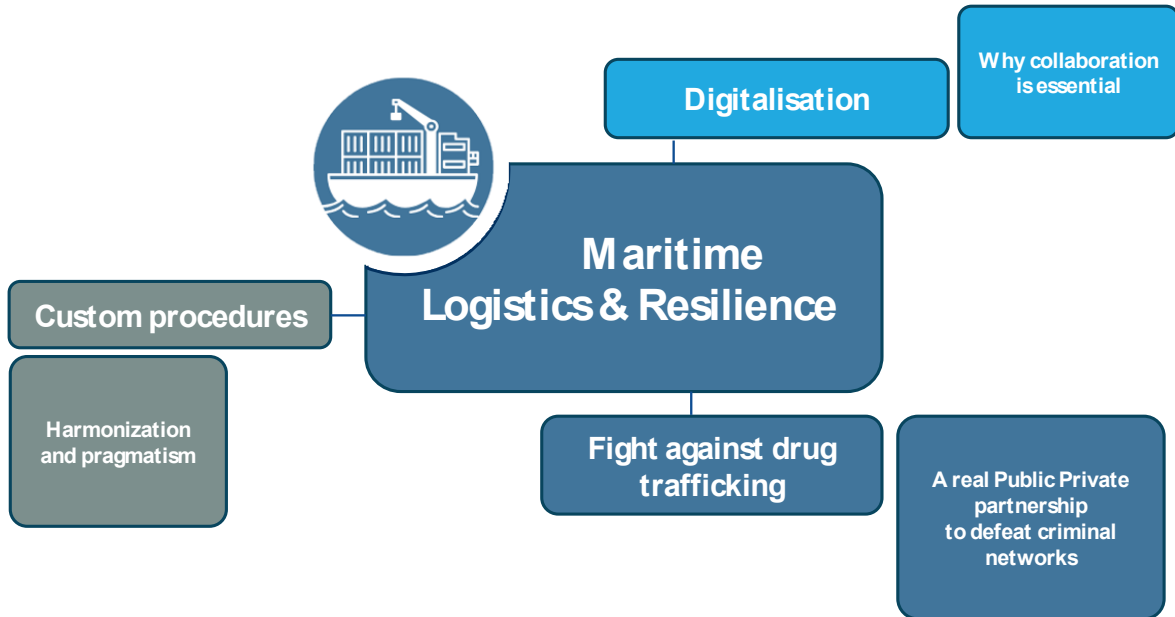 Why collaboration
is essential
Digitalisation
Maritime
Logistics & Resilience
Custom procedures
Harmonization
and pragmatism
Fight against drug
trafficking
A real Public Private
partnership
to defeat criminal
networks